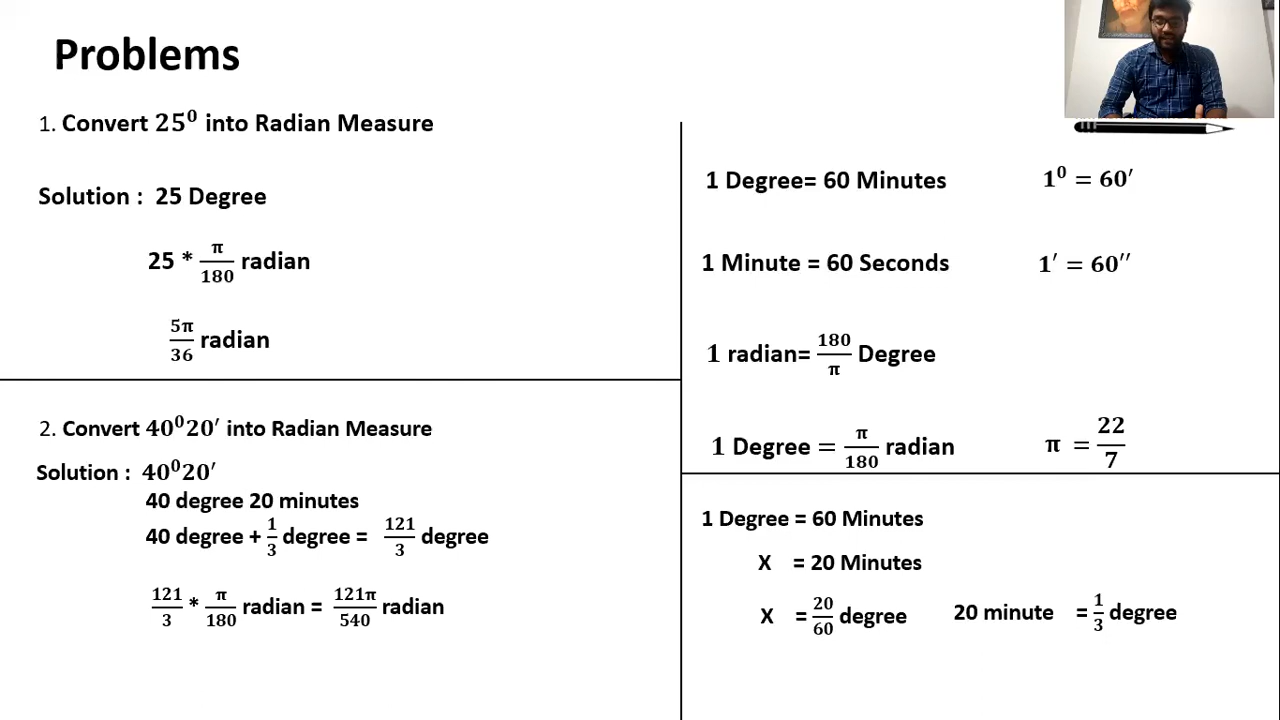 Problems
1. Convert 25⁰ into Radian Measure
Solution : 25 Degree
25 * π/180 radian
5π/36 radian
2. Convert 40⁰20′ into Radian Measure
Solution : 40⁰20′
40 degree 20 minutes
40 degree + 1/3 degree = 121/3 degree
121/3 * π/180 radian = 121π/540 radian
1 Degree= 60 Minutes 1⁰ = 60′
1 Minute = 60 Seconds 1′ = 60′′
1 radian= 180/π Degree
1 Degree = π/180 radian π = 22/7
1 Degree = 60 Minutes
X = 20 Minutes
X = 20/60 degree 20 minute = 1/3 degree